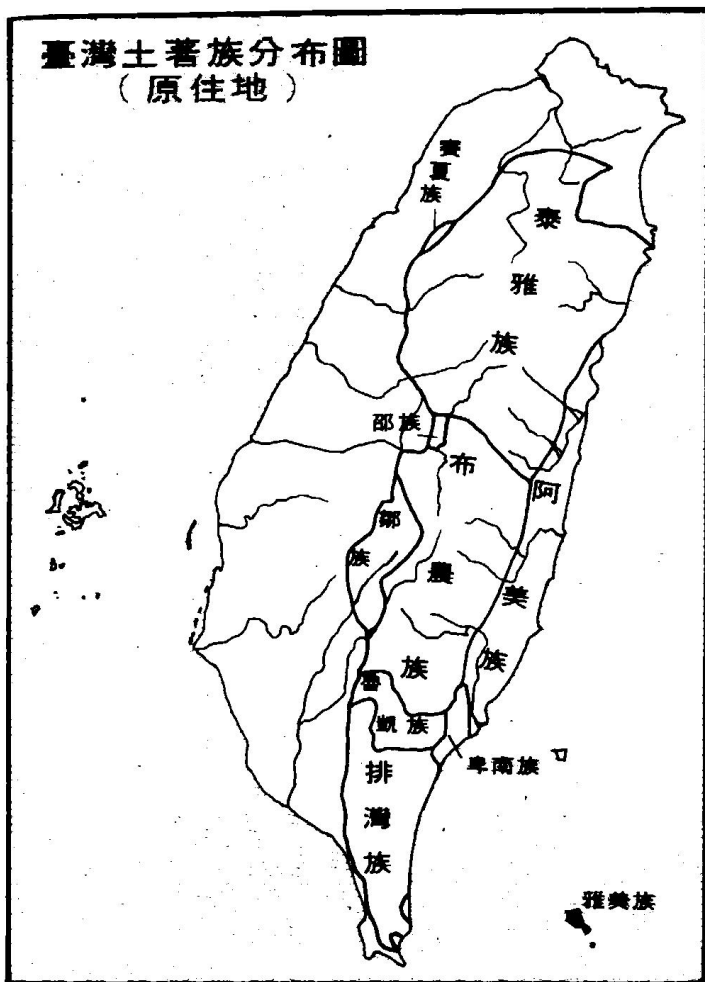 臺灣土著族分布圖
（原住地）
賽夏族
泰雅族
邵族
布農族
鄒族
阿美族
魯凱族
卑南族
排灣族
雅美族